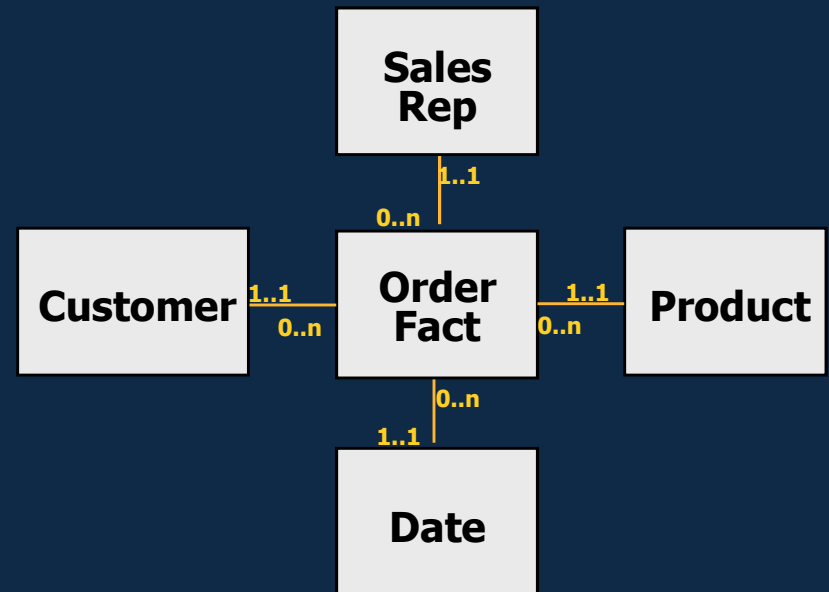 Sales
Rep
1..1
0..n
Customer
1..1
0..n
Order
Fact
1..1
0..n
Product
0..n
1..1
Date